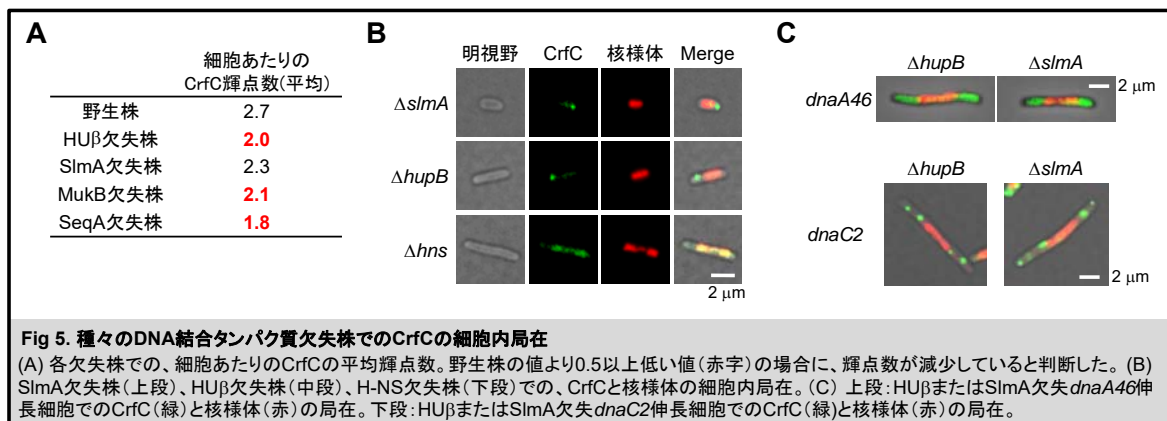 A
細胞あたりの
CrfC輝点数(平均)
野生株 2.7
HUβ欠失株 2.0
SlmA欠失株 2.3
MukB欠失株 2.1
SeqA欠失株 1.8
B
明視野 CrfC 核様体 Merge
ΔslmA
ΔhupB
Δhns
2 μm
C
ΔhupB ΔslmA
dnaA46
2 μm
ΔhupB ΔslmA
dnaC2
2 μm
Fig 5. 種々のDNA結合タンパク質欠失株でのCrfCの細胞内局在
(A) 各欠失株での、細胞あたりのCrfCの平均輝点数。野生株の値より0.5以上低い値(赤字)の場合に、輝点数が減少していると判断した。(B)
SlmA欠失株(上段)、HUβ欠失株(中段)、H-NS欠失株(下段)での、CrfCと核様体の細胞内局在。(C) 上段:HUβまたはSlmA欠失dnaA46伸
長細胞でのCrfC(緑)と核様体(赤)の局在。下段:HUβまたはSlmA欠失dnaC2伸長細胞でのCrfC(緑)と核様体(赤)の局在。